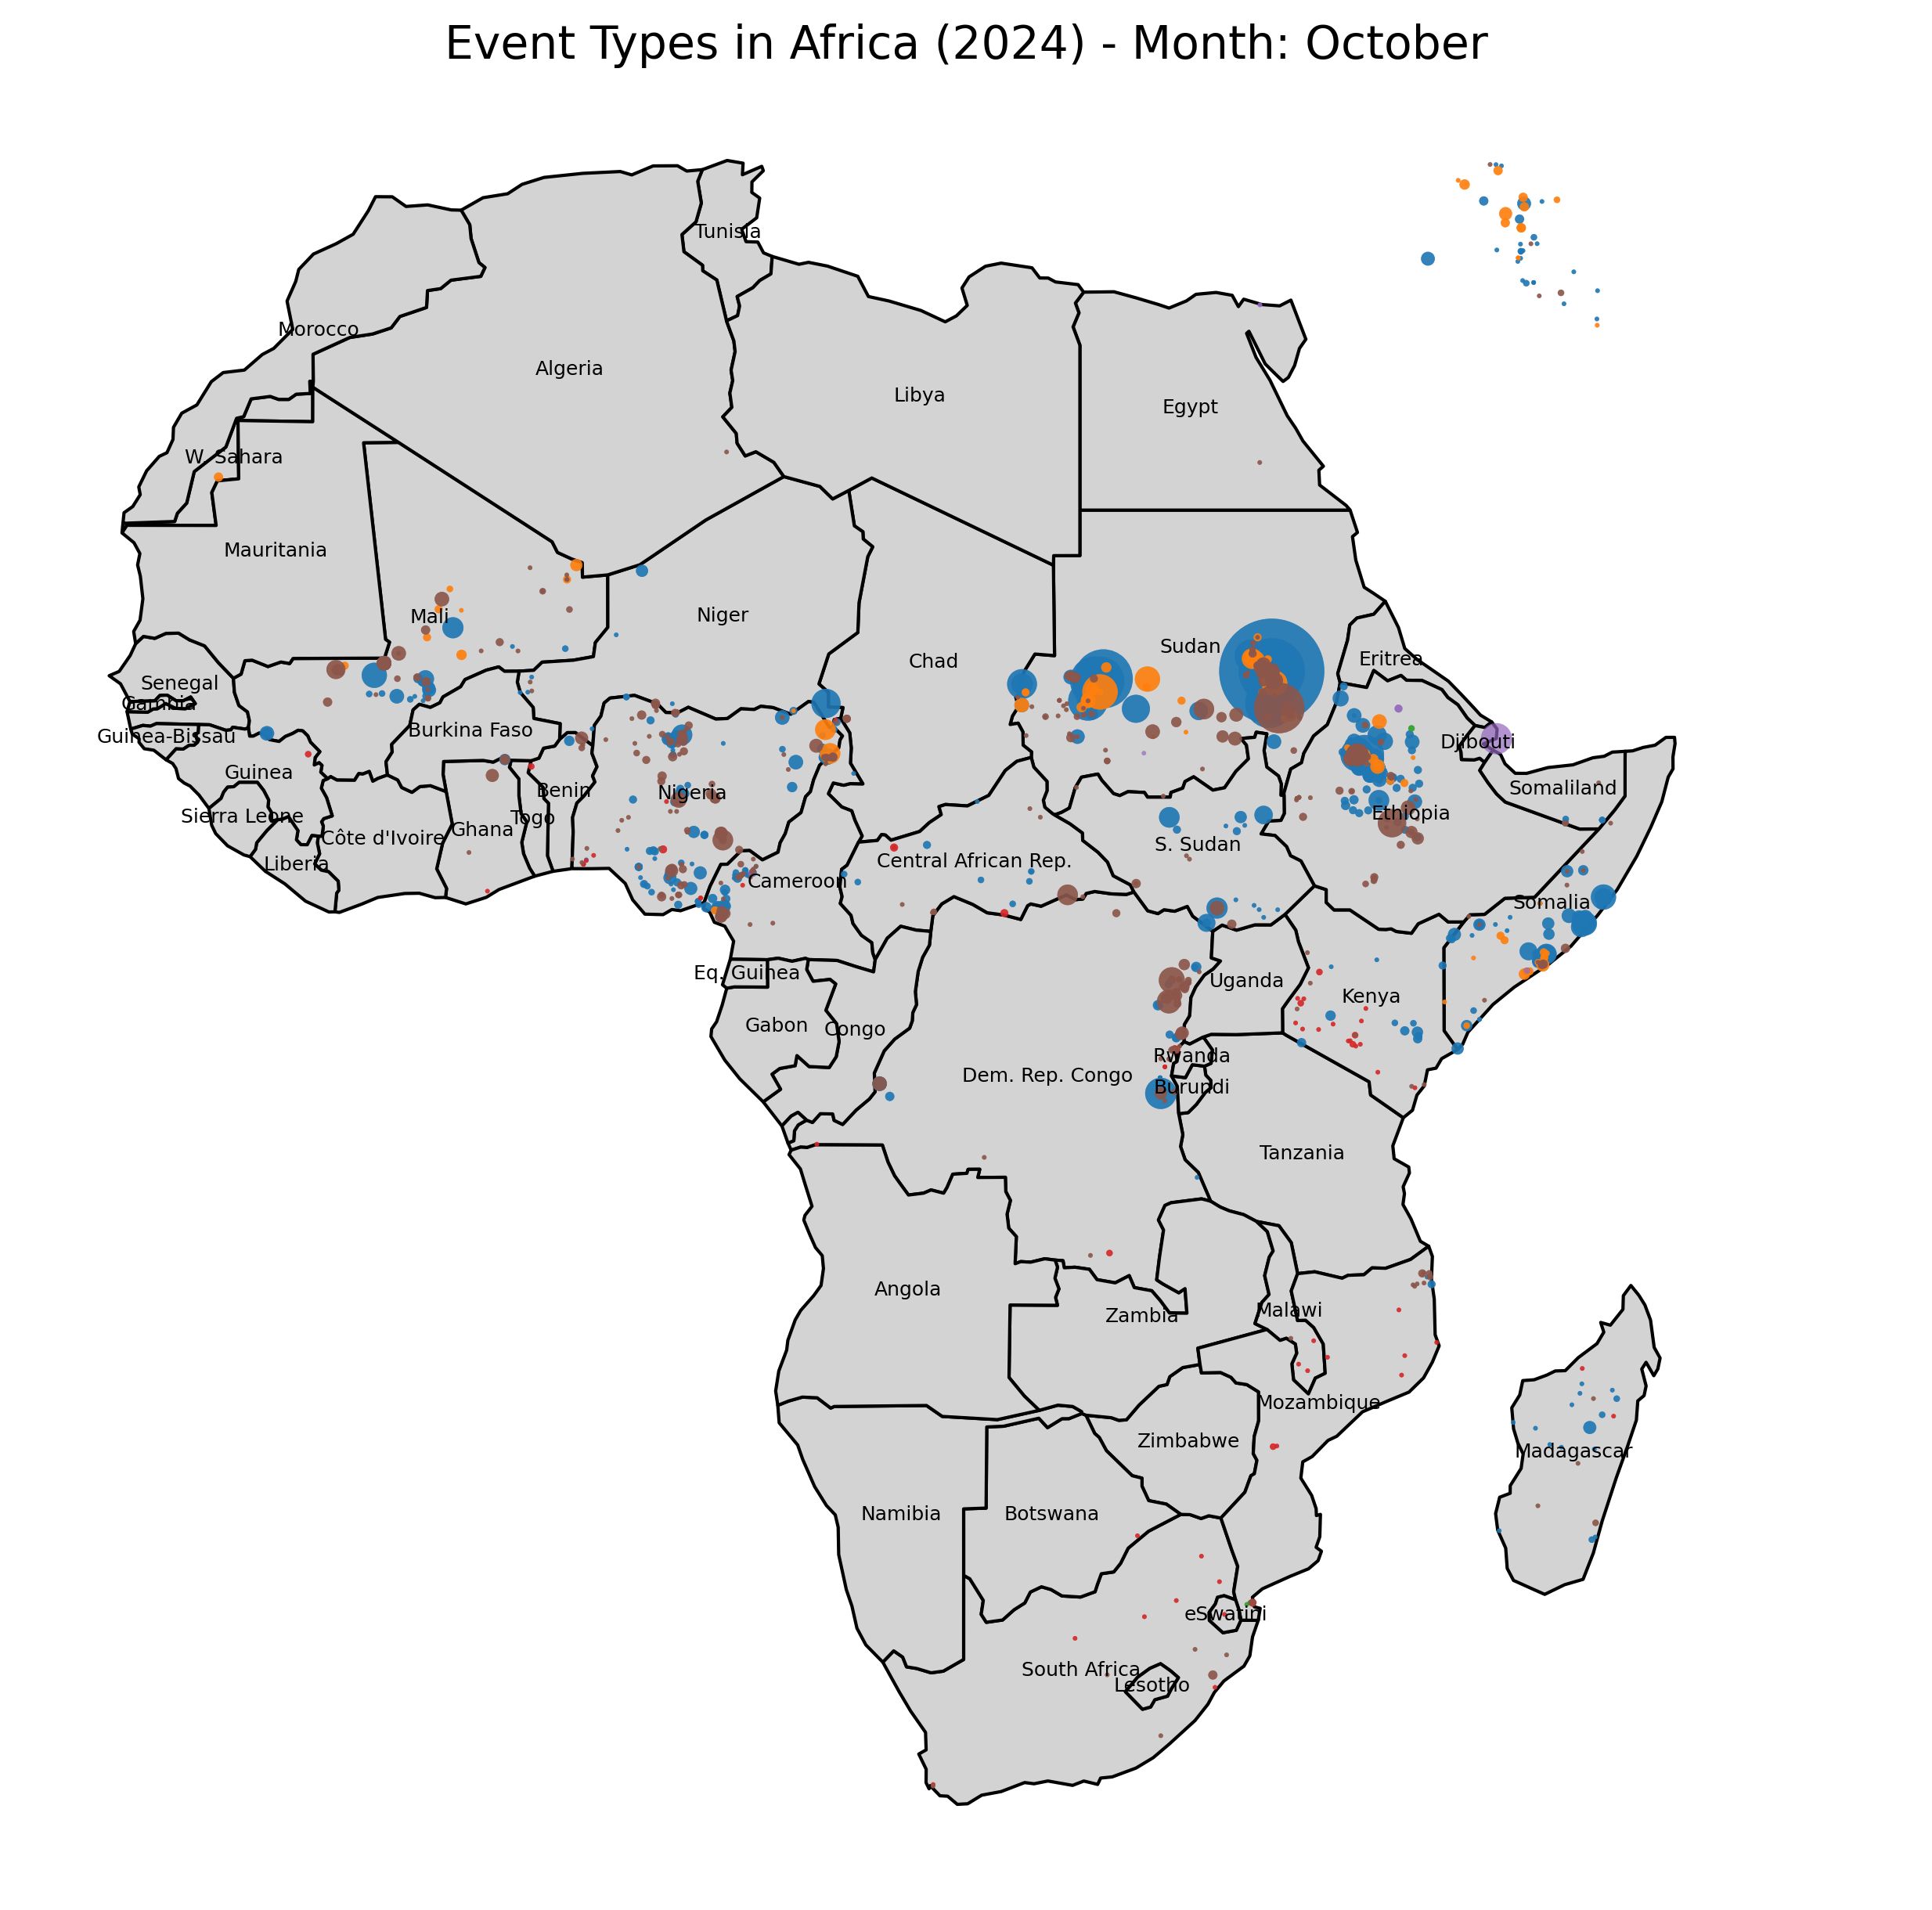 Event Types in Africa (2024) - Month: October
Tunisia
Morocco
Algeria
Libya
Egypt
W. Sahara
Mauritania
Mali
Niger
Chad
Sudan
Eritrea
Senegal
Gambia
Guinea-Bissau
Burkina Faso
Djibouti
Guinea
Benin
Nigeria
Somaliland
Sierra Leone
Côte d'Ivoire
Ghana
Togo
Ethiopia
Liberia
Cameroon
Central African Rep.
S. Sudan
Somalia
Eq. Guinea
Uganda
Kenya
Gabon
Congo
Rwanda
Dem. Rep. Congo
Burundi
Tanzania
Angola
Zambia
Malawi
Mozambique
Zimbabwe
Madagascar
Namibia
Botswana
eSwatini
South Africa
Lesotho